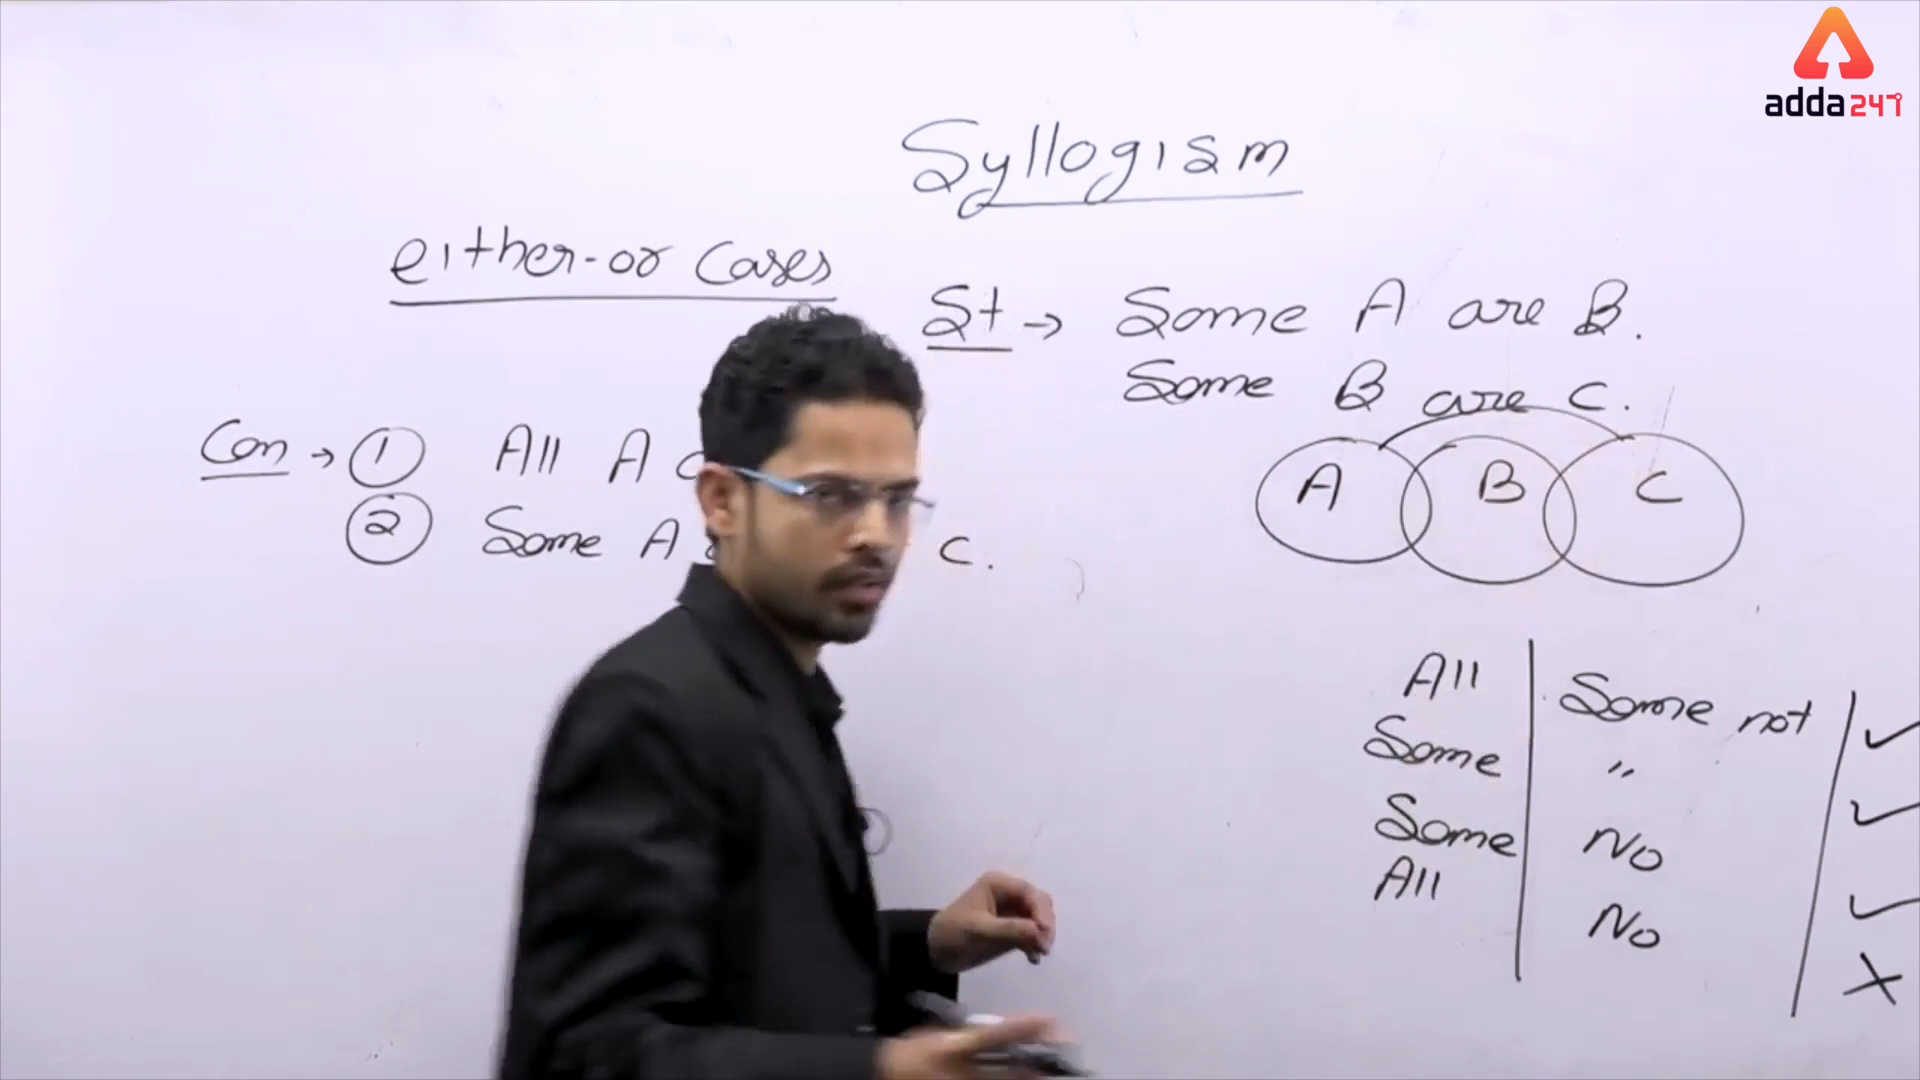 adda247
Syllogism
either-or Cases
St → Some A are B.
Some B are C.
Con → 1 All A
2 Some A C.
A B C
All Some not ✓
Some " ✓
Some No ✓
All No ✗